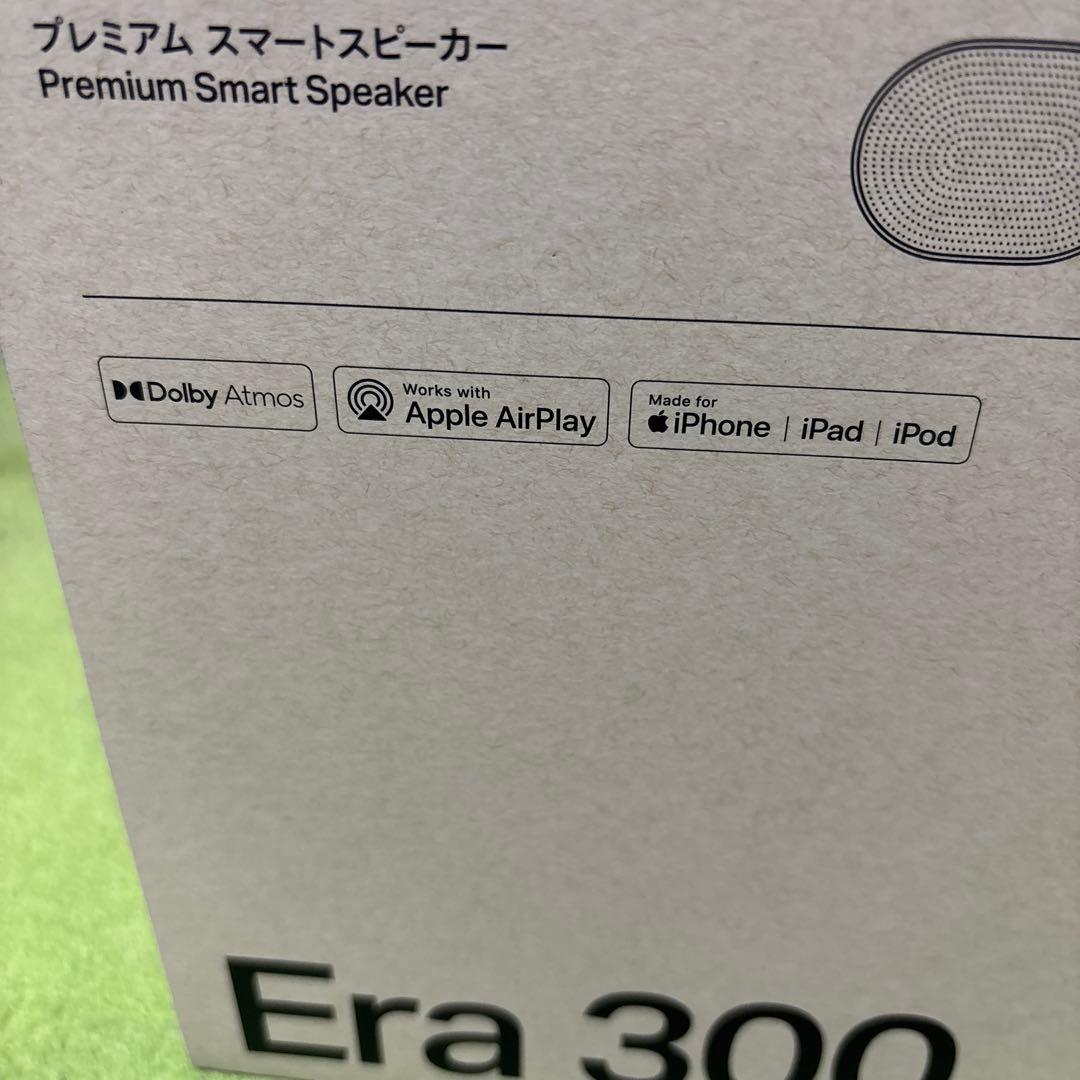 プレミアム スマートスピーカー
Premium Smart Speaker
Dolby Atmos
Works with
Apple AirPlay
Made for
iPhone | iPad | iPod
Era 300